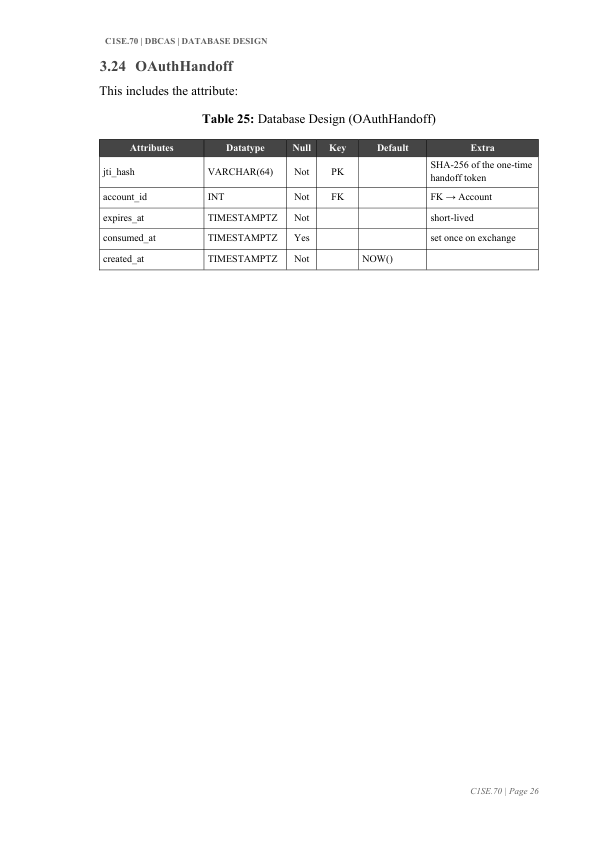 C1SE.70 | DBCAS | DATABASE DESIGN
3.24 OAuthHandoff
This includes the attribute:
Table 25: Database Design (OAuthHandoff)
Attributes Datatype Null Key Default Extra
jti_hash VARCHAR(64) Not PK SHA-256 of the one-time
handoff token
account_id INT Not FK FK → Account
expires_at TIMESTAMPTZ Not short-lived
consumed_at TIMESTAMPTZ Yes set once on exchange
created_at TIMESTAMPTZ Not NOW()
C1SE.70 | Page 26